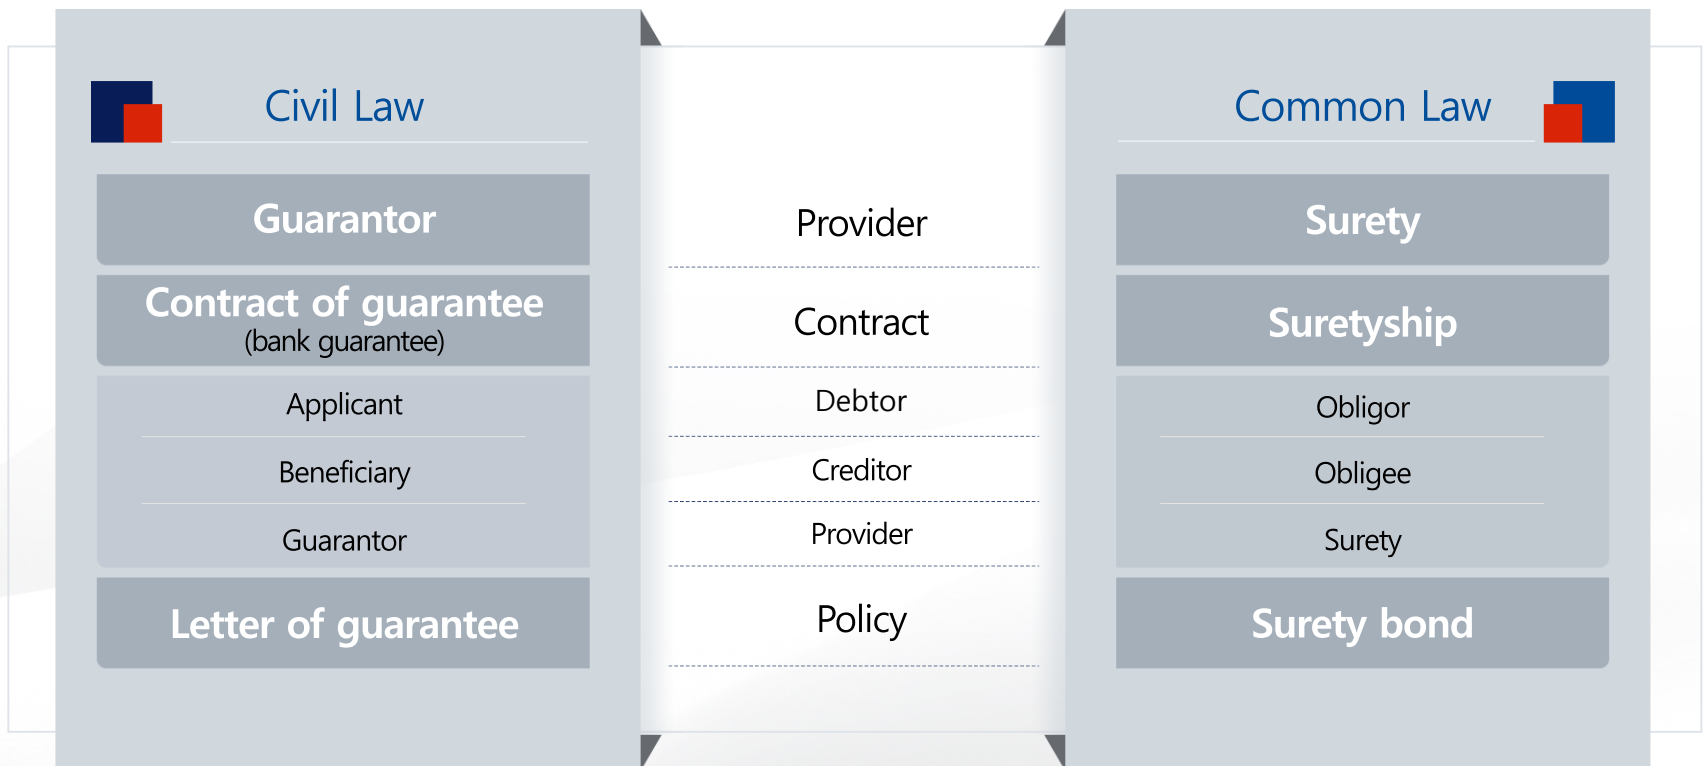 Civil Law
Common Law
Guarantor
Provider
Surety
Contract of guarantee
(bank guarantee)
Contract
Suretyship
Applicant
Debtor
Obligor
Beneficiary
Creditor
Obligee
Guarantor
Provider
Surety
Letter of guarantee
Policy
Surety bond